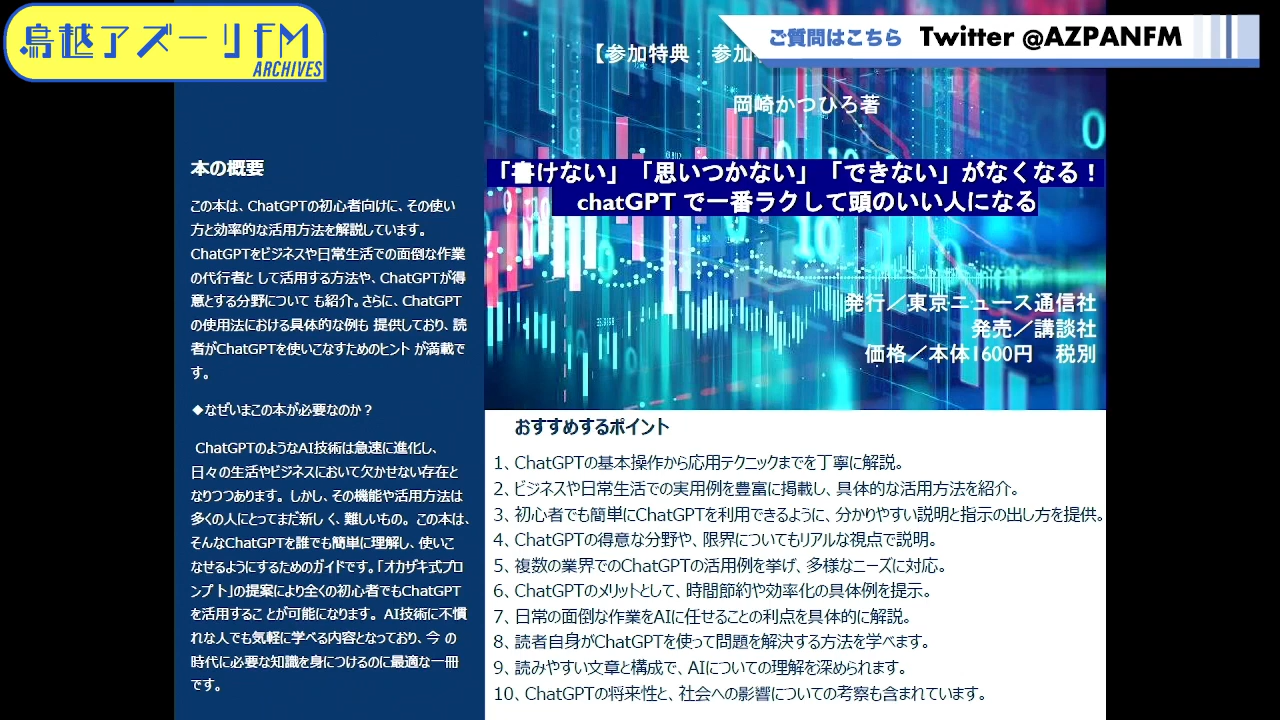 鳥越アズーリFM
ARCHIVES
ご質問はこちら Twitter @AZPANFM
【参加特典 参加
岡崎かつひろ著
「書けない」「思いつかない」「できない」がなくなる！
chatGPT で一番ラクして頭のいい人になる
発行／東京ニュース通信社
発売／講談社
価格／本体1600円 税別
本の概要
この本は、ChatGPTの初心者向けに、その使い
方と効率的な活用方法を解説しています。
ChatGPTをビジネスや日常生活での面倒な作業
の代行者と して活用する方法や、ChatGPTが得
意とする分野について も紹介。さらに、ChatGPT
の使用法における具体的な例も 提供しており、読
者がChatGPTを使いこなすためのヒント が満載で
す。
◆なぜいまこの本が必要なのか？
ChatGPTのようなAI技術は急速に進化し、
日々の生活やビジネスにおいて欠かせない存在と
なりつつあります。しかし、その機能や活用方法は
多くの人にとってまだ新し く、難しいもの。 この本は、
そんなChatGPTを誰でも簡単に理解し、使いこ
なせるようにするためのガイドです。「オカザキ式プロ
ンプ ト」の提案により全くの初心者でもChatGPT
を活用するこ とが可能になります。 AI技術に不慣
れな人でも気軽に学べる内容となっており、今 の
時代に必要な知識を身につけるのに最適な一冊
です。
おすすめするポイント
1、ChatGPTの基本操作から応用テクニックまでを丁寧に解説。
2、ビジネスや日常生活での実用例を豊富に掲載し、具体的な活用方法を紹介。
3、初心者でも簡単にChatGPTを利用できるように、分かりやすい説明と指示の出し方を提供。
4、ChatGPTの得意な分野や、限界についてもリアルな視点で説明。
5、複数の業界でのChatGPTの活用例を挙げ、多様なニーズに対応。
6、ChatGPTのメリットとして、時間節約や効率化の具体例を提示。
7、日常の面倒な作業をAIに任せることの利点を具体的に解説。
8、読者自身がChatGPTを使って問題を解決する方法を学べます。
9、読みやすい文章と構成で、AIについての理解を深められます。
10、ChatGPTの将来性と、社会への影響についての考察も含まれています。